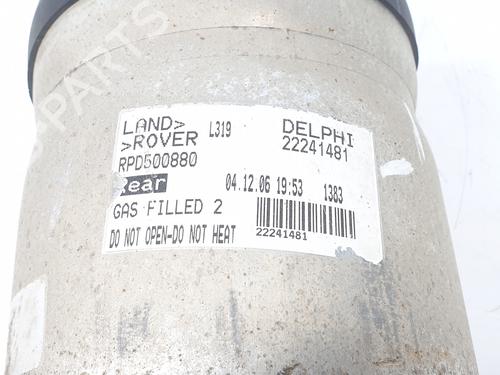 LAND> L319 DELPHI
>ROVER 22241481
RPD500880
Rear 04.12.06 19:53 1383
GAS FILLED 2
DO NOT OPEN-DO NOT HEAT 22241481